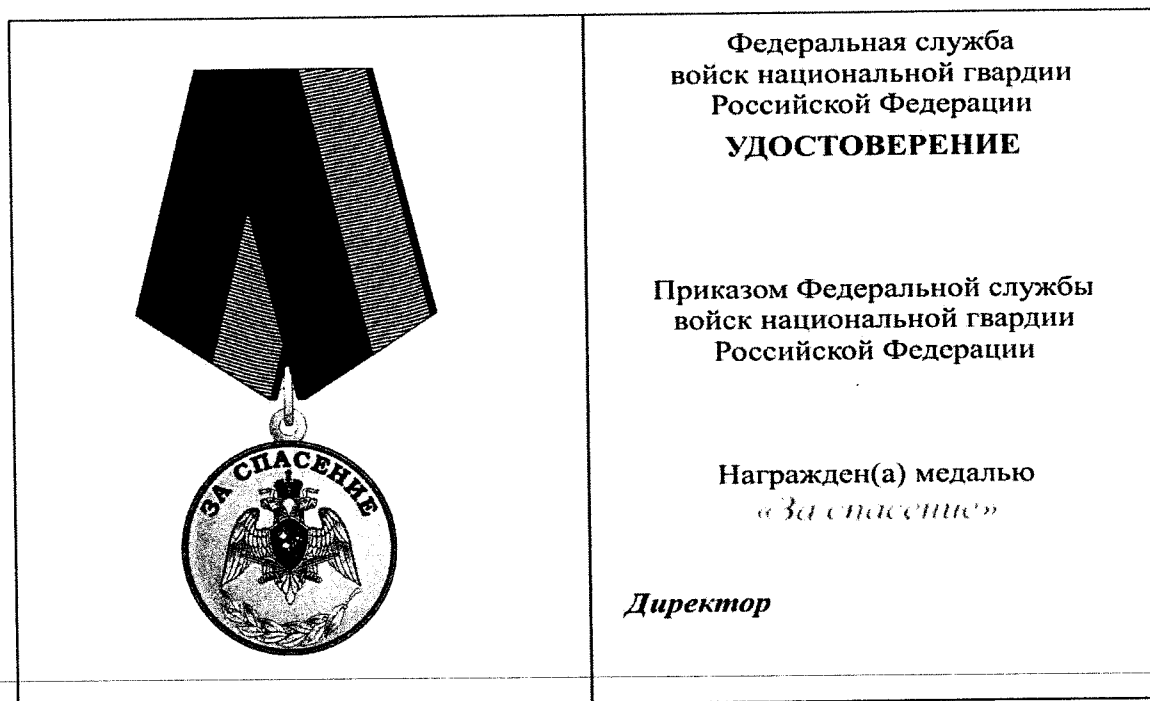 ЗА СПАСЕНИЕ
Федеральная служба
войск национальной гвардии
Российской Федерации
УДОСТОВЕРЕНИЕ
Приказом Федеральной службы
войск национальной гвардии
Российской Федерации
Награжден(а) медалью
«За спасение»
Директор